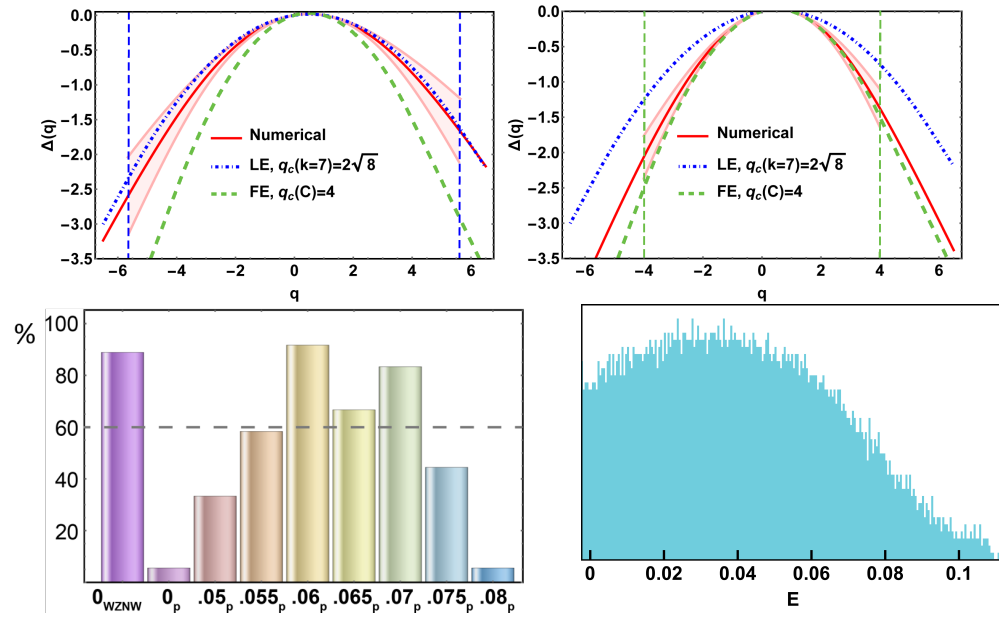 0.0
−0.5
−1.0
−1.5
−2.0
−2.5
−3.0
−3.5
Δ(q)
Numerical
LE, q_c(k=7)=2√8
FE, q_c(C)=4
−6 −4 −2 0 2 4 6
q
0.0
−0.5
−1.0
−1.5
−2.0
−2.5
−3.0
−3.5
Δ(q)
Numerical
LE, q_c(k=7)=2√8
FE, q_c(C)=4
−6 −4 −2 0 2 4 6
q
%
100
80
60
40
20
0_WZNW 0_p .05_p .055_p .06_p .065_p .07_p .075_p .08_p
0 0.02 0.04 0.06 0.08 0.1
E